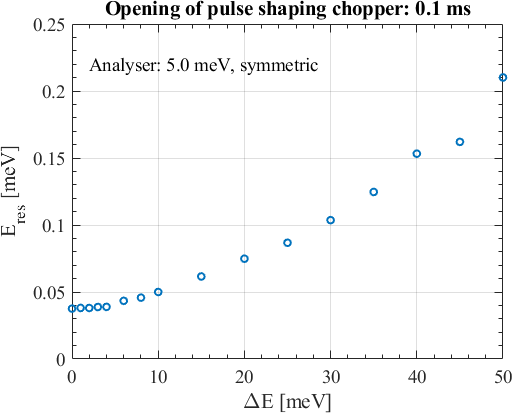 Opening of pulse shaping chopper: 0.1 ms
0.25
Analyser: 5.0 meV, symmetric
0.2
0.15
E_res [meV]
0.1
0.05
0
0 10 20 30 40 50
ΔE [meV]